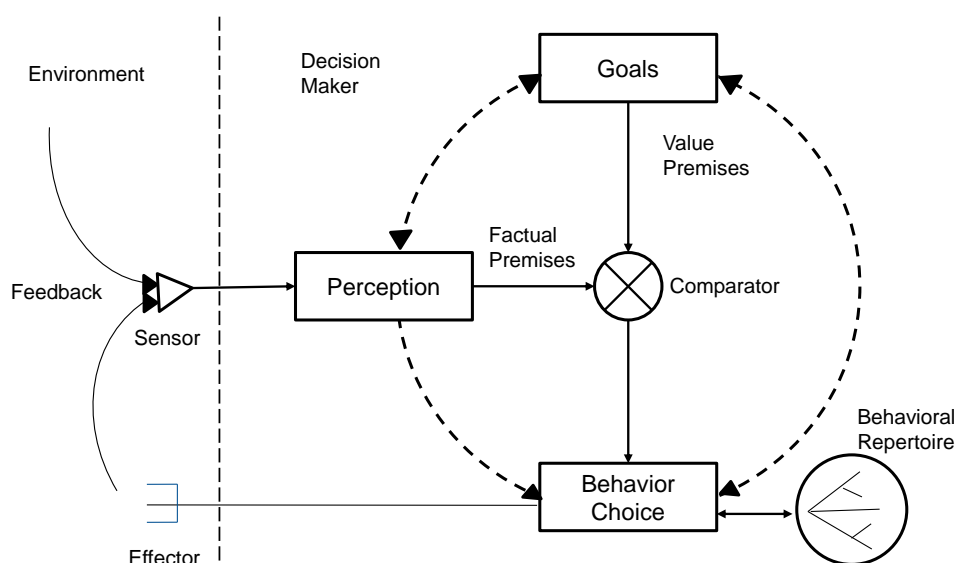 Environment
Decision
Maker
Goals
Value
Premises
Factual
Premises
Feedback
Perception
Comparator
Sensor
Behavioral
Repertoire
Behavior
Choice
Effector